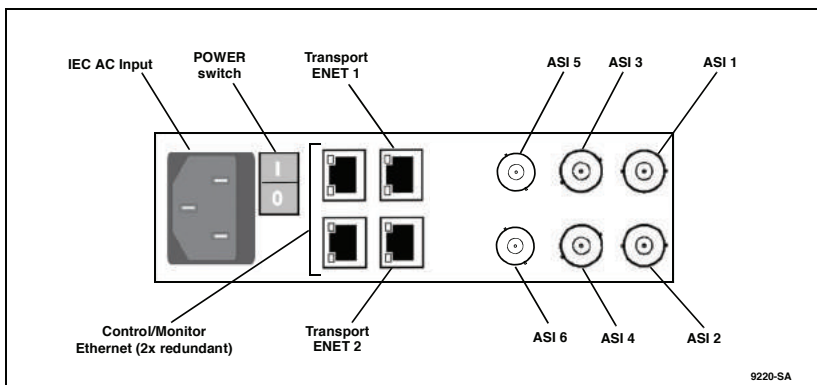 IEC AC Input
POWER
switch
Transport
ENET 1
ASI 5
ASI 3
ASI 1
I
0
Control/Monitor
Ethernet (2x redundant)
Transport
ENET 2
ASI 6
ASI 4
ASI 2
9220-SA